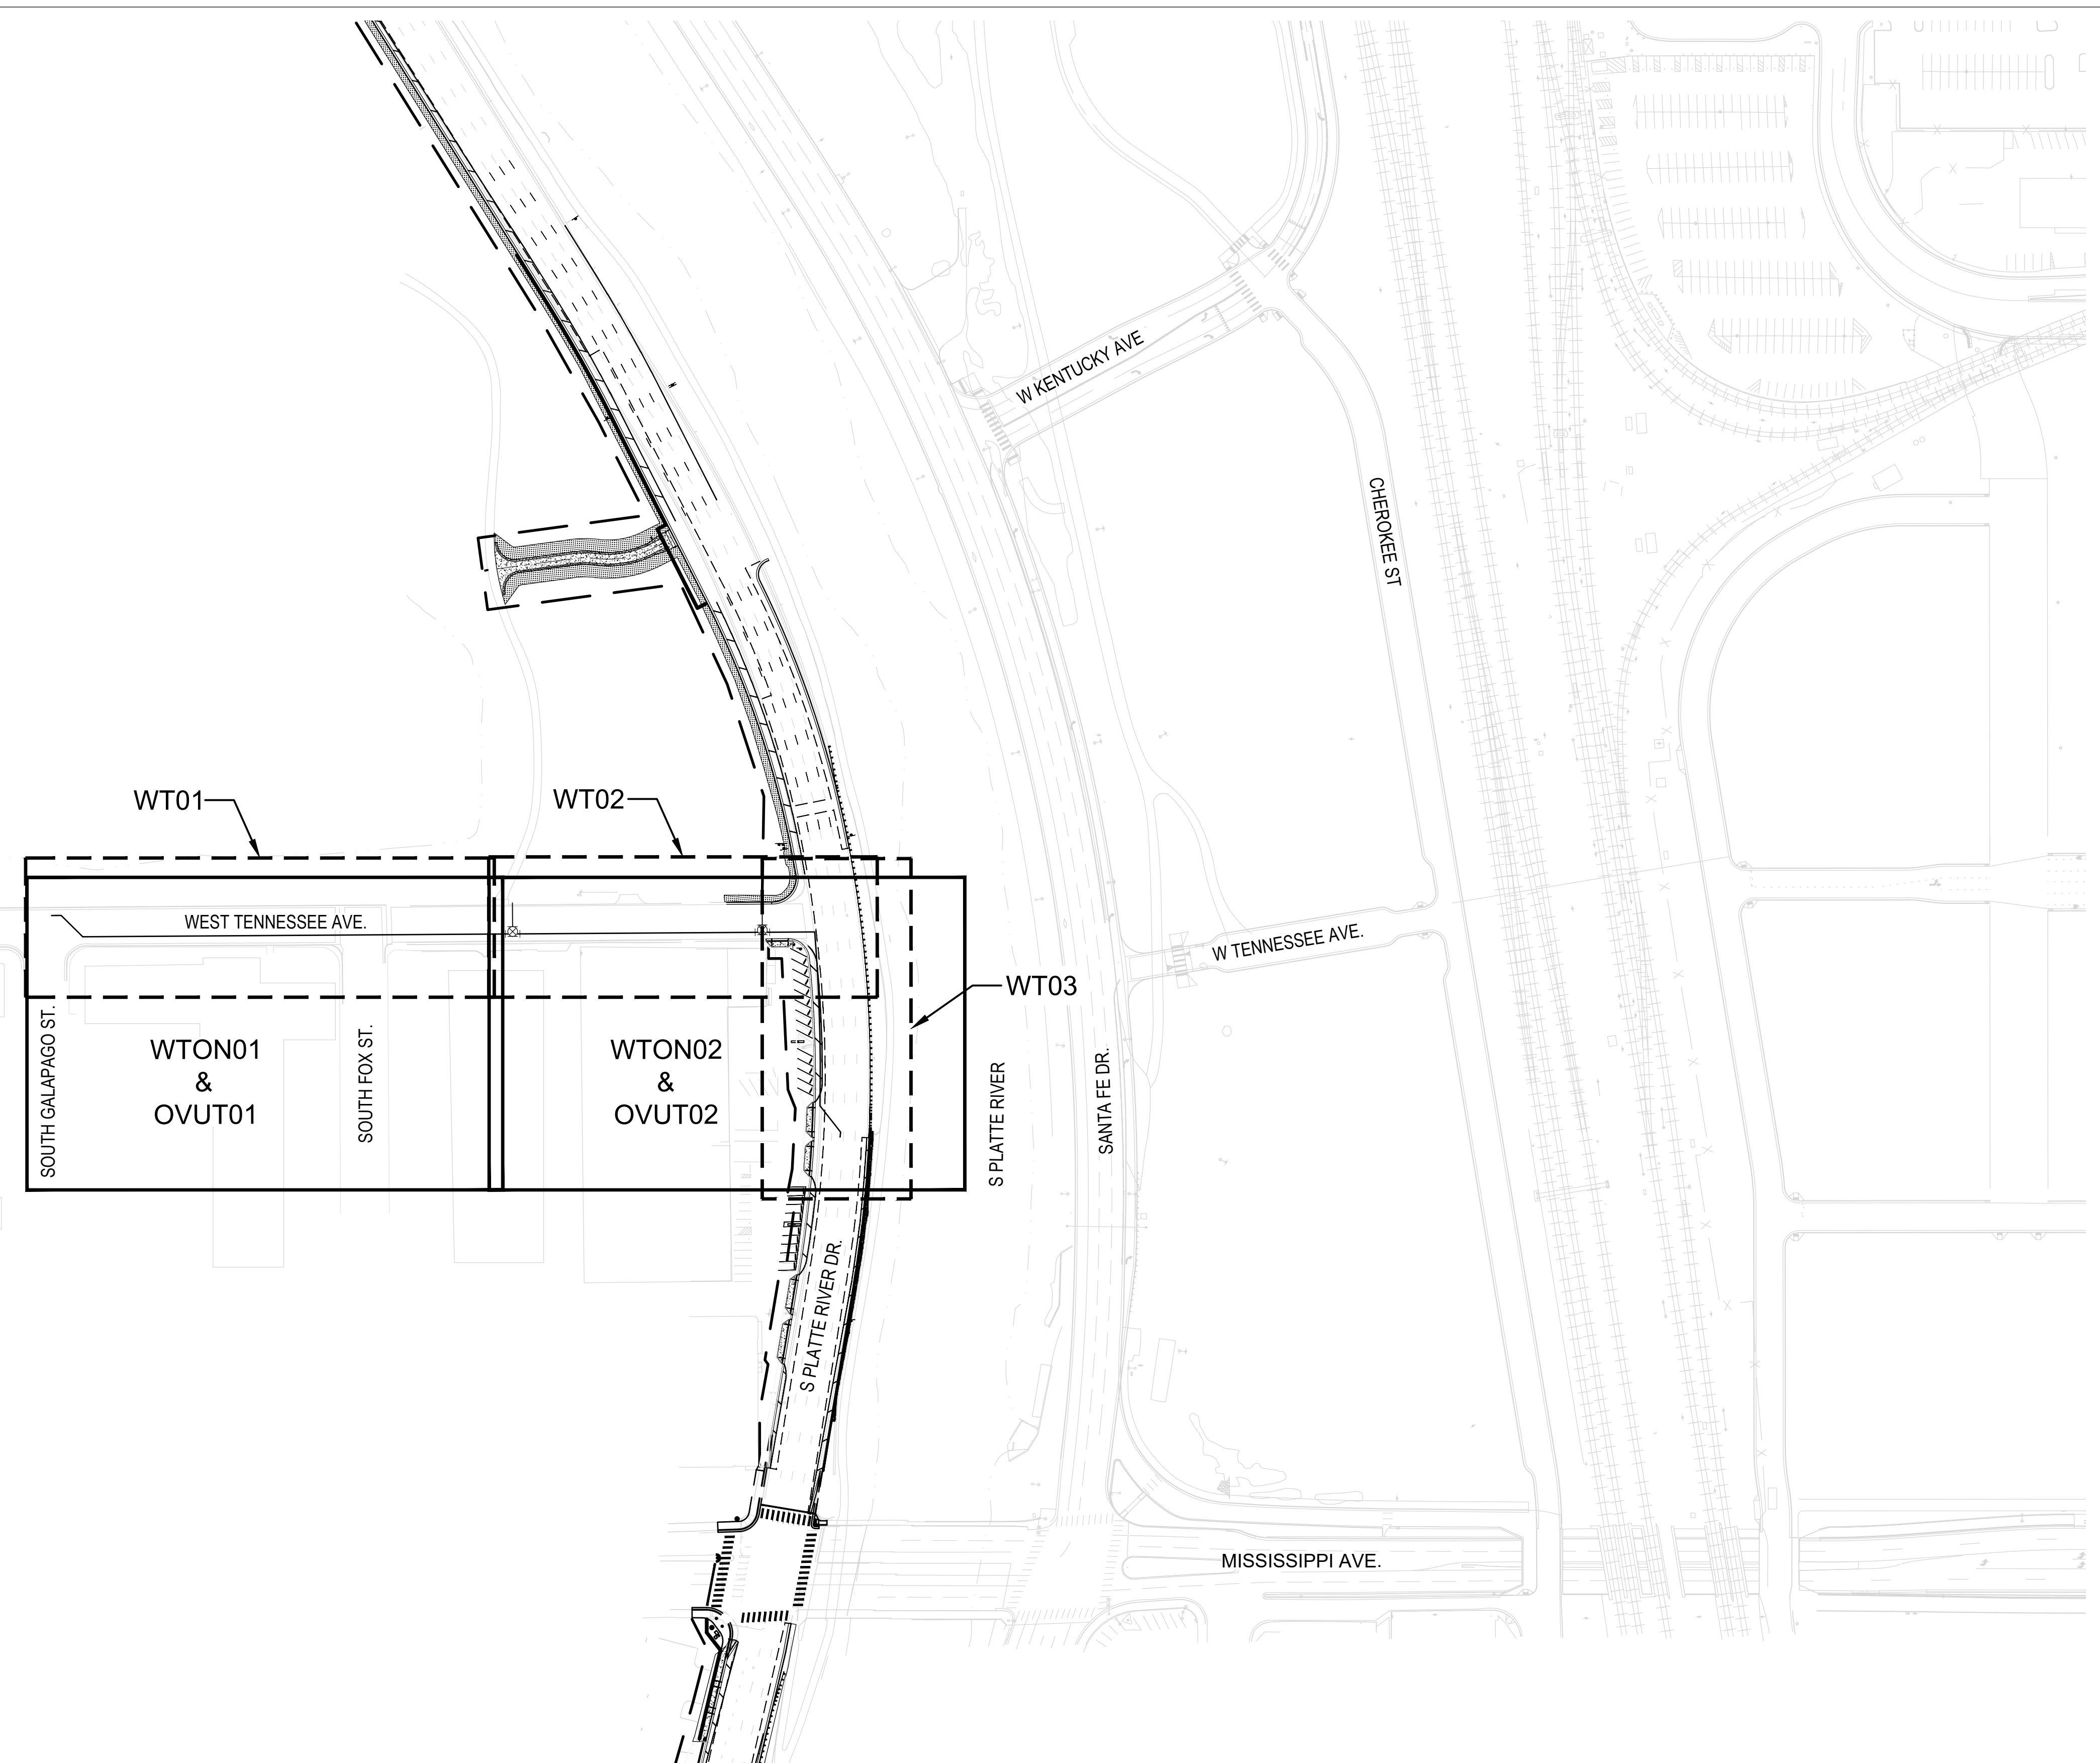 W KENTUCKY AVE
CHEROKEE ST
WT01
WT02
WEST TENNESSEE AVE.
W TENNESSEE AVE.
WT03
SOUTH GALAPAGO ST.
WTON01
&
OVUT01
SOUTH FOX ST.
WTON02
&
OVUT02
S PLATTE RIVER
SANTA FE DR.
S PLATTE RIVER DR.
MISSISSIPPI AVE.